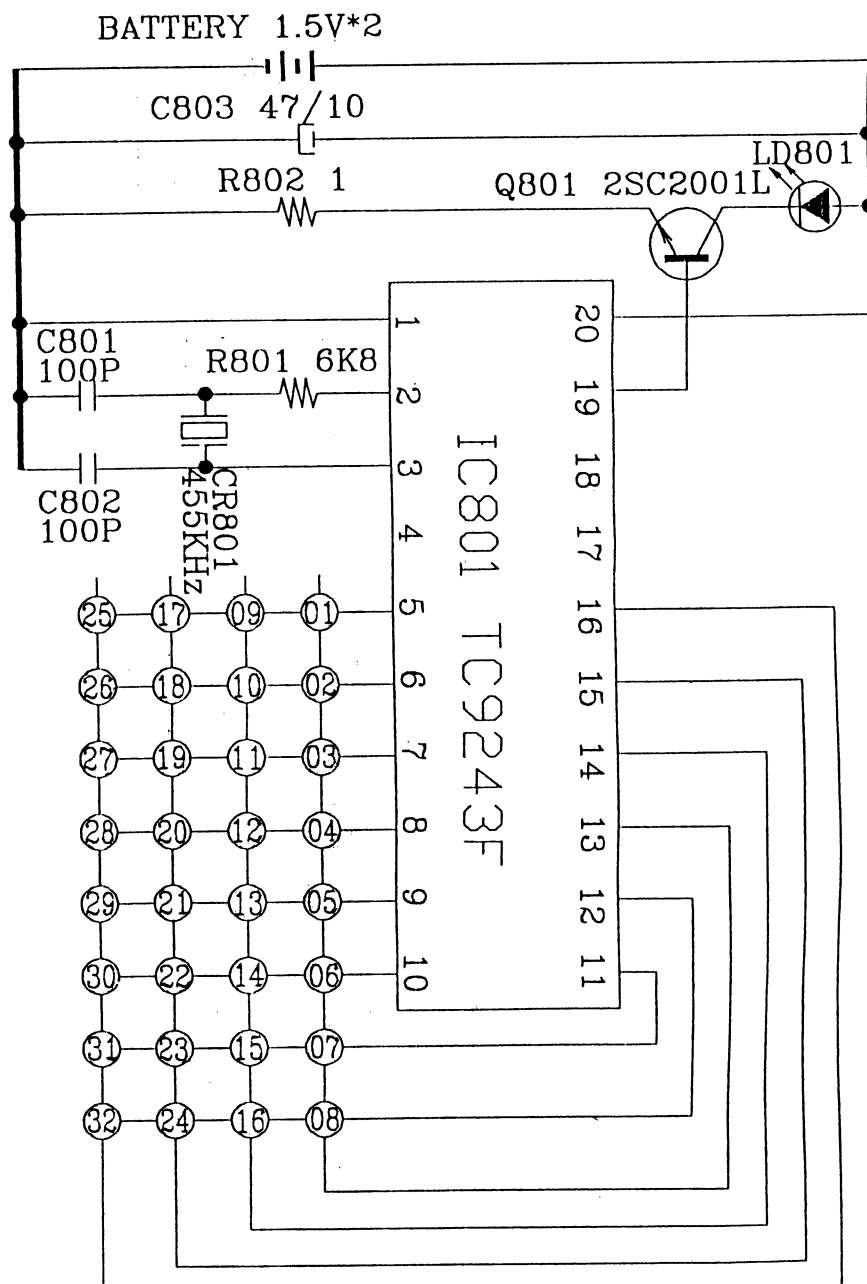 BATTERY 1.5V*2
C803 47/10
R802 1
Q801 2SC2001L
LD801
C801
100P
R801 6K8
C802
100P
CR801
455KHz
IC801 TC9243F
1
2
3
4
5
6
7
8
9
10
20
19
18
17
16
15
14
13
12
11
25 17 09 01
26 18 10 02
27 19 11 03
28 20 12 04
29 21 13 05
30 22 14 06
31 23 15 07
32 24 16 08